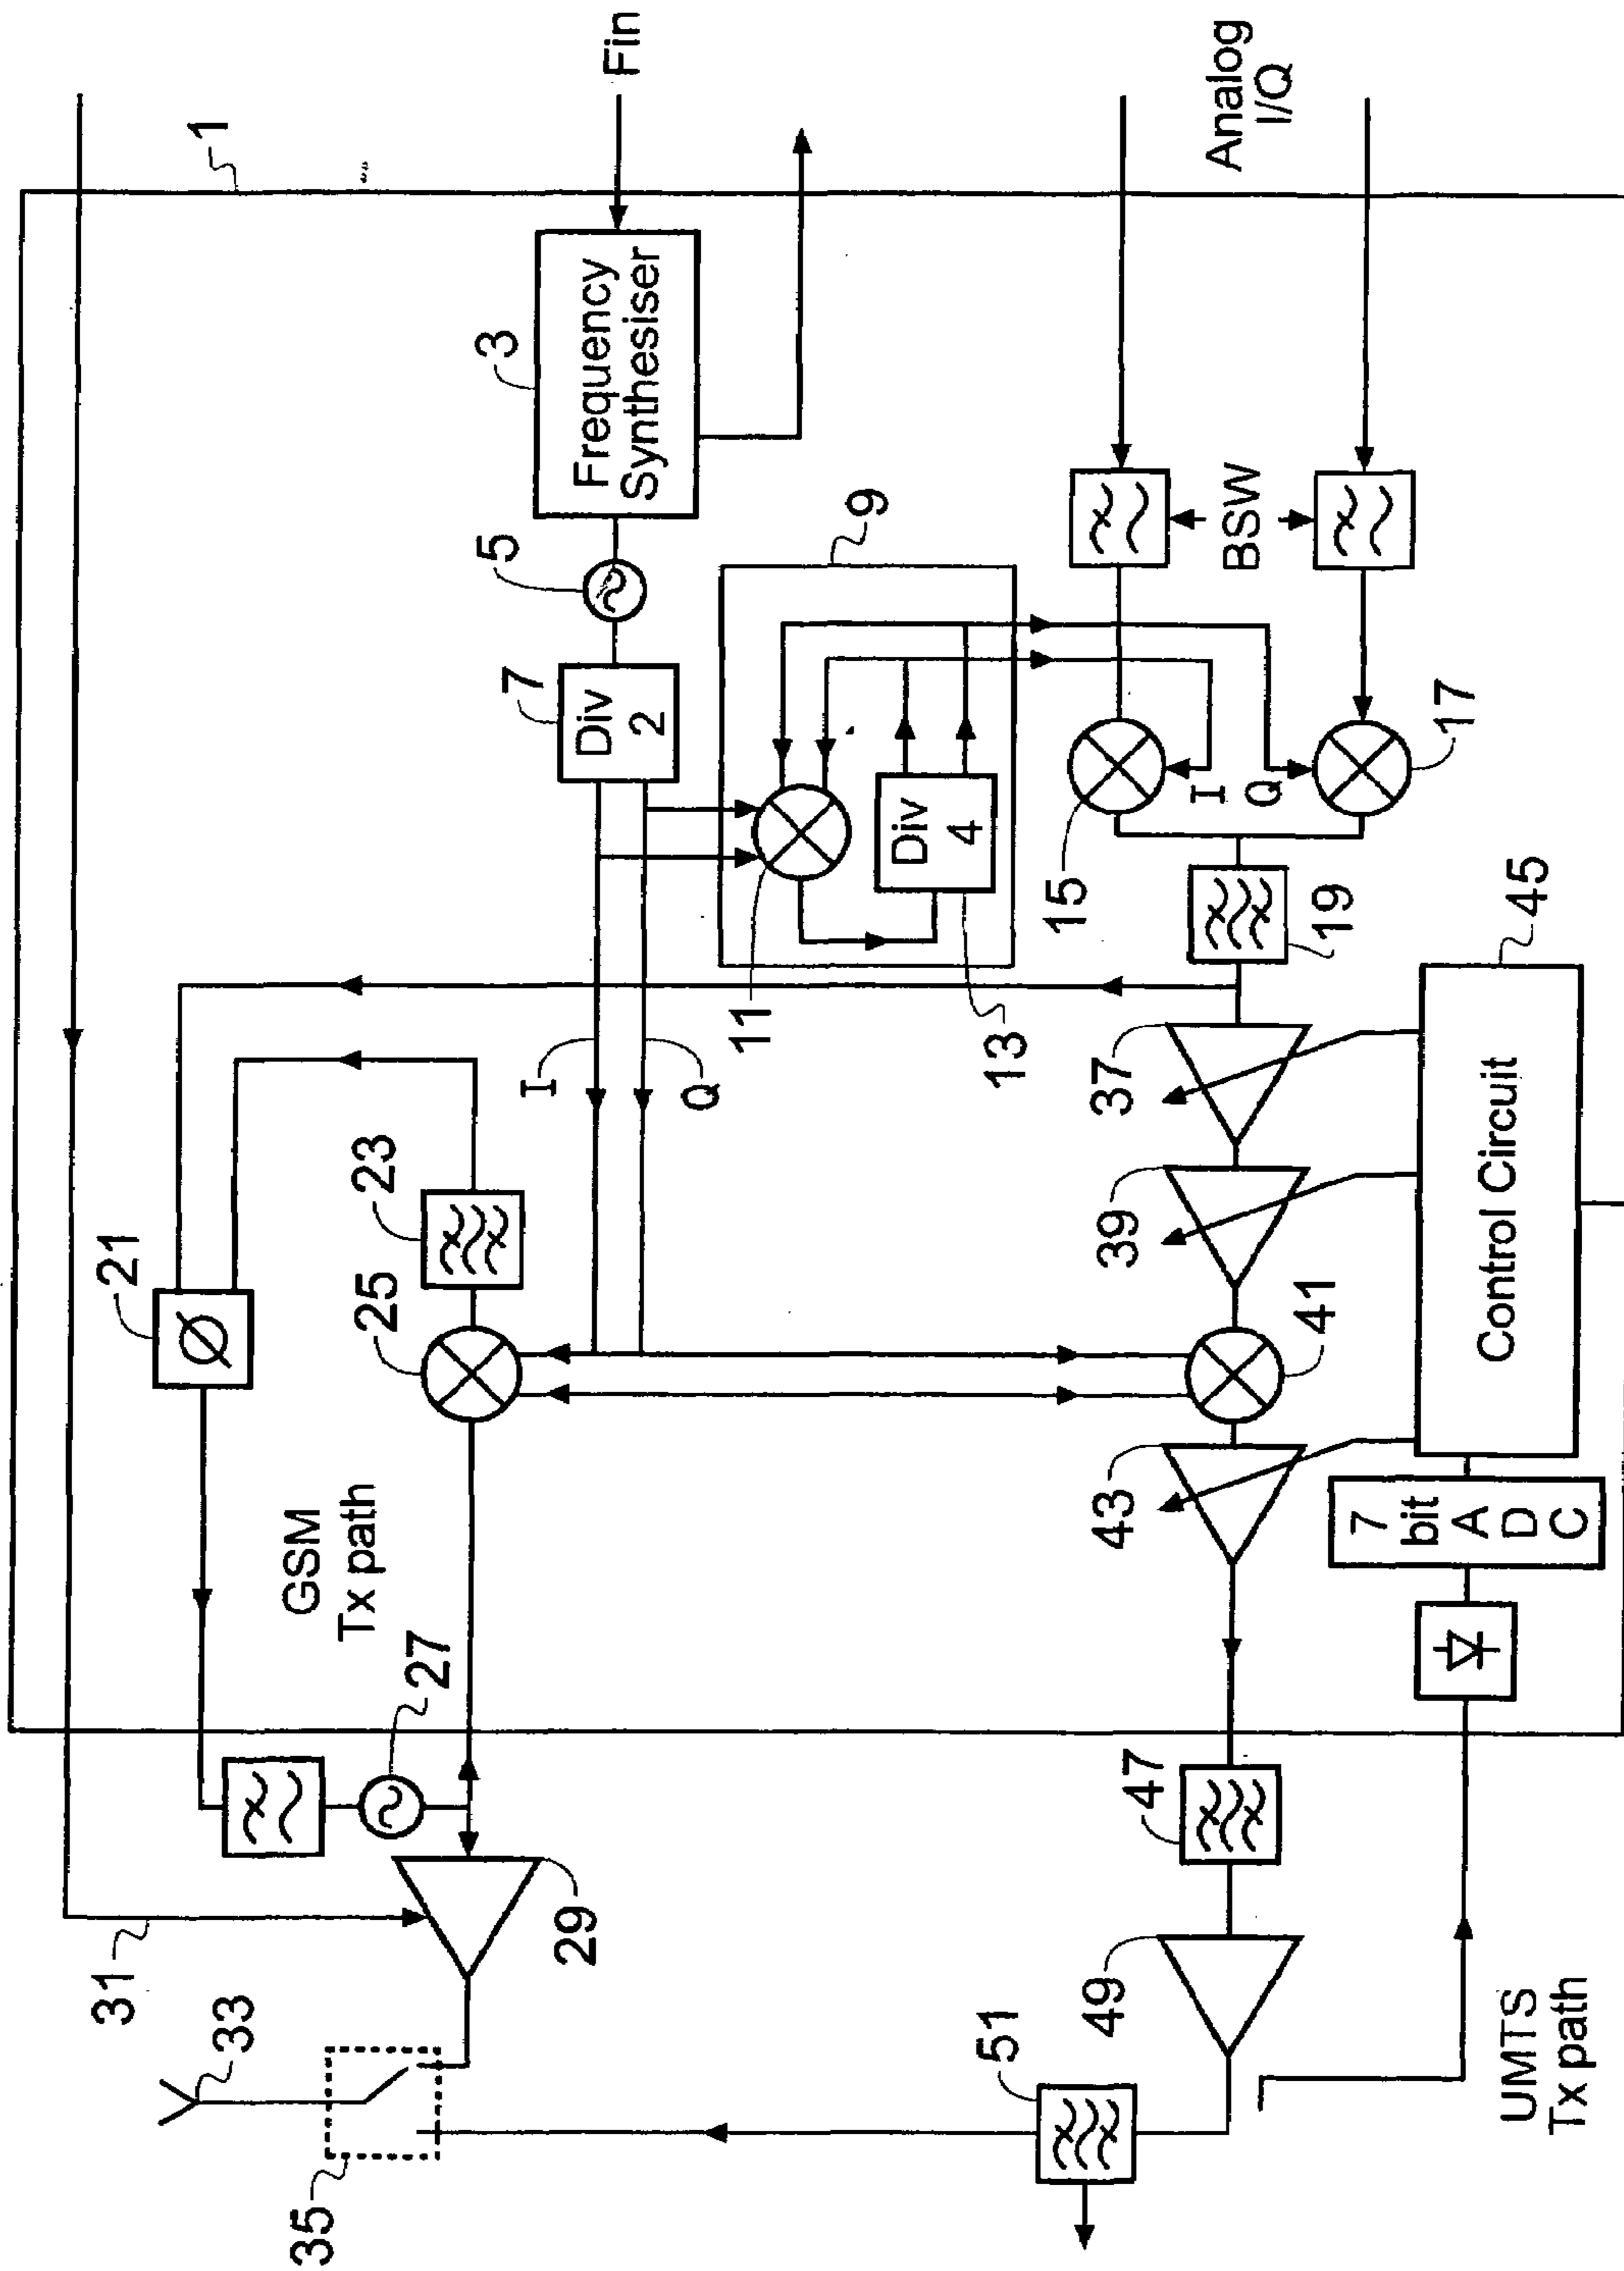 1
Fin
3
Frequency
Synthesiser
5
7
Div
2
9
11
Div
4
13
I
Q
Analog
I/Q
BSW
15
I
Q
17
19
21
23
25
GSM
Tx path
27
29
31
33
35
37
39
41
43
Control Circuit
45
7
bit
A
D
C
47
49
51
UMTS
Tx path